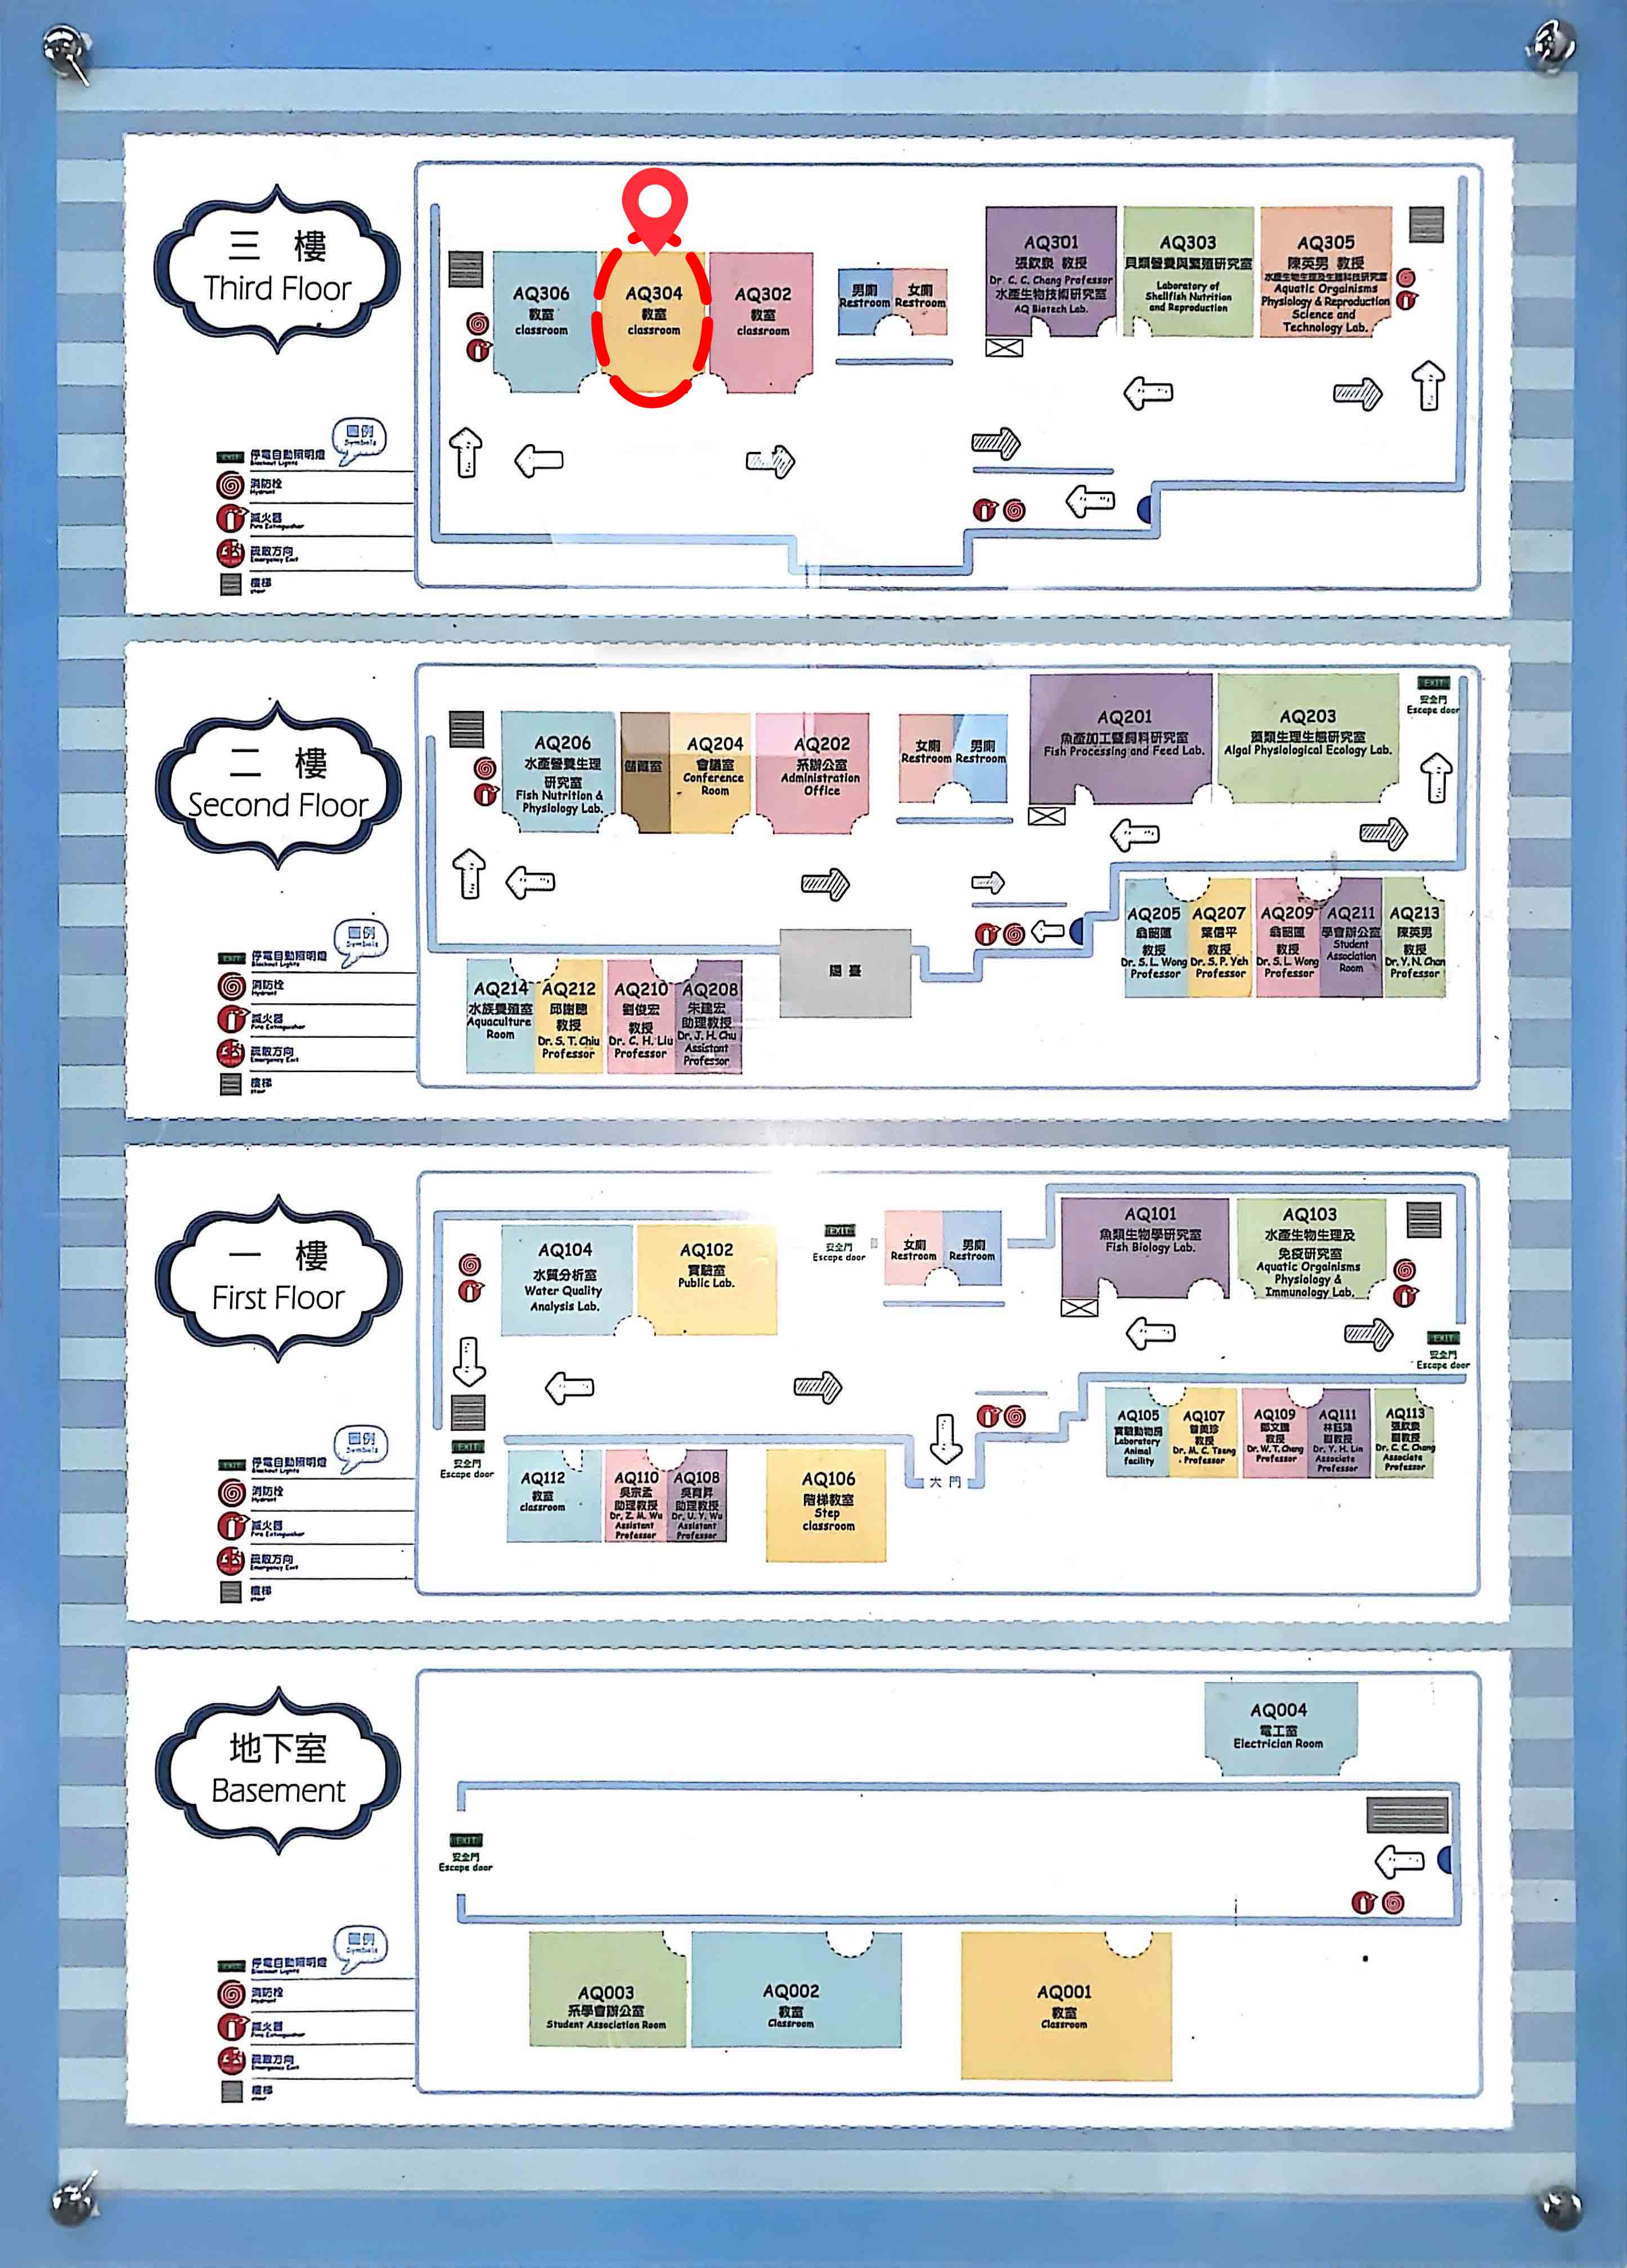 三 樓
Third Floor
AQ306
教室
classroom
AQ304
教室
classroom
AQ302
教室
classroom
男廁
Restroom
女廁
Restroom
AQ301
張欽泉 教授
Dr. C. C. Chang Professor
水產生物技術研究室
AQ Biotech Lab.
AQ303
貝類營養與繁殖研究室
Laboratory of
Shellfish Nutrition
and Reproduction
AQ305
陳英男 教授
水產生物生理及生殖科技研究室
Aquatic Orgainisms
Physiology & Reproduction
Science and
Technology Lab.
圖例
Symbols
EXIT 停電自動照明燈
Blackout Lights
消防栓
Hydrant
滅火器
Fire Extinguisher
疏散方向
Emergency Exit
樓梯
stair
二 樓
Second Floor
AQ206
水產營養生理
研究室
Fish Nutrition &
Physiology Lab.
儲藏室
AQ204
會議室
Conference
Room
AQ202
系辦公室
Administration
Office
女廁
Restroom
男廁
Restroom
AQ201
魚產加工暨飼料研究室
Fish Processing and Feed Lab.
AQ203
藻類生理生態研究室
Algal Physiological Ecology Lab.
EXIT
安全門
Escape door
AQ205
翁韶蓮
教授
Dr. S. L. Wong
Professor
AQ207
葉信平
教授
Dr. S. P. Yeh
Professor
AQ209
翁韶蓮
教授
Dr. S. L. Wong
Professor
AQ211
學會辦公室
Student
Association
Room
AQ213
陳英男
教授
Dr. Y. N. Chen
Professor
陽臺
AQ214
水族養殖室
Aquaculture
Room
AQ212
邱謝聰
教授
Dr. S. T. Chiu
Professor
AQ210
劉俊宏
教授
Dr. C. H. Liu
Professor
AQ208
朱建宏
助理教授
Dr. J. H. Chu
Assistant
Professor
圖例
Symbols
EXIT 停電自動照明燈
Blackout Lights
消防栓
Hydrant
滅火器
Fire Extinguisher
疏散方向
Emergency Exit
樓梯
stair
一 樓
First Floor
AQ104
水質分析室
Water Quality
Analysis Lab.
AQ102
實驗室
Public Lab.
EXIT
安全門
Escape door
女廁
Restroom
男廁
Restroom
AQ101
魚類生物學研究室
Fish Biology Lab.
AQ103
水產生物生理及
免疫研究室
Aquatic Orgainisms
Physiology &
Immunology Lab.
EXIT
安全門
Escape door
EXIT
安全門
Escape door
大門
AQ105
實驗動物房
Laboratory
Animal
facility
AQ107
曾美珍
教授
Dr. M. C. Tseng
Professor
AQ109
鄭文騰
教授
Dr. W. T. Cheng
Professor
AQ111
副教授
Dr. Y. H. Lin
Associate
Professor
AQ113
張欽泉
副教授
Dr. C. C. Chang
Associate
Professor
AQ112
教室
classroom
AQ110
吳宗孟
助理教授
Dr. Z. M. Wu
Assistant
Professor
AQ108
吳育昇
助理教授
Dr. U. Y. Wu
Assistant
Professor
AQ106
階梯教室
Step
classroom
圖例
Symbols
EXIT 停電自動照明燈
Blackout Lights
消防栓
Hydrant
滅火器
Fire Extinguisher
疏散方向
Emergency Exit
樓梯
stair
地下室
Basement
AQ004
電工室
Electrician Room
EXIT
安全門
Escape door
AQ003
系學會辦公室
Student Association Room
AQ002
教室
Classroom
AQ001
教室
Classroom
圖例
Symbols
EXIT 停電自動照明燈
Blackout Lights
消防栓
Hydrant
滅火器
Fire Extinguisher
疏散方向
Emergency Exit
樓梯
stair